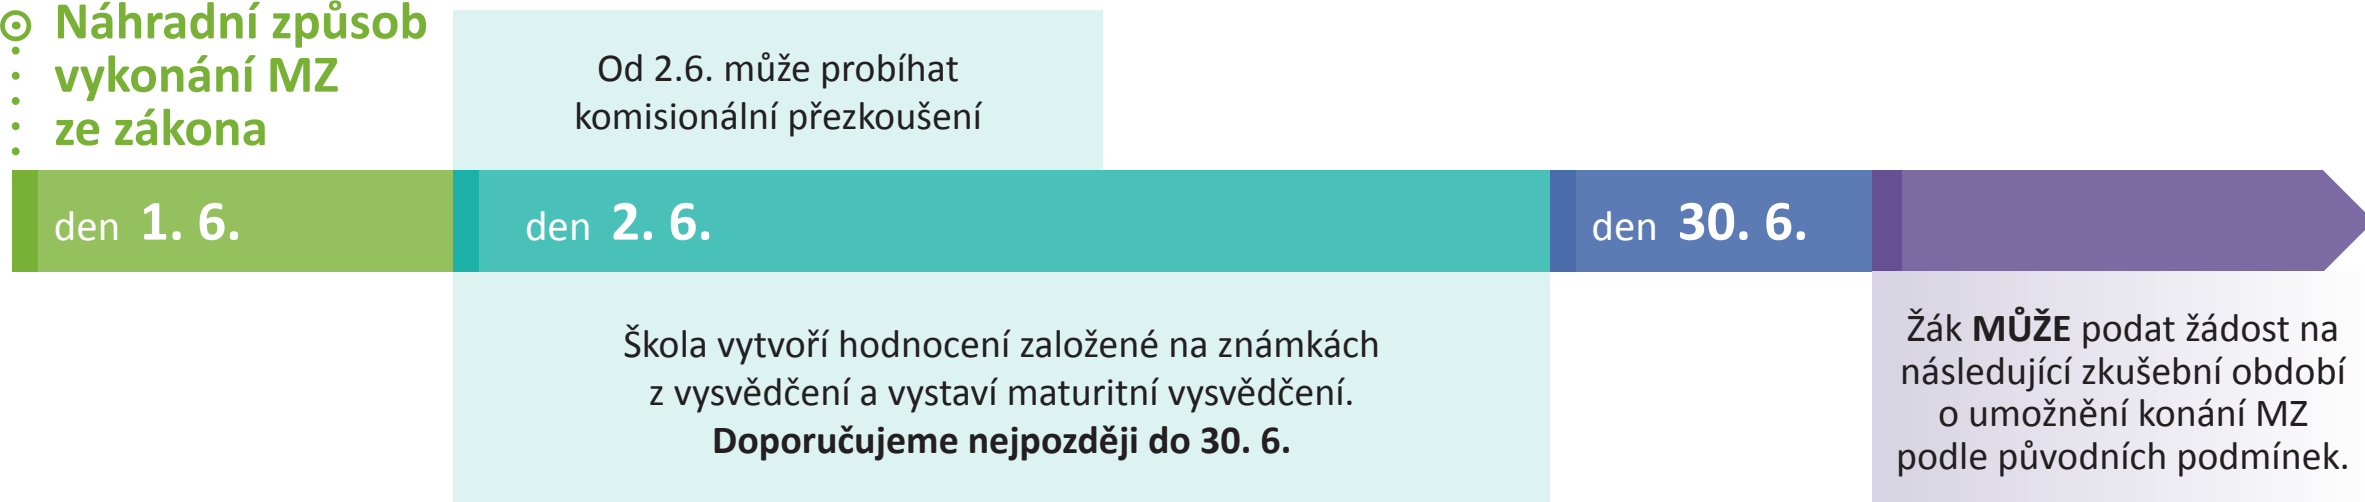 Náhradní způsob
vykonání MZ
ze zákona
Od 2.6. může probíhat
komisionální přezkoušení
den 1. 6.
den 2. 6.
den 30. 6.
Škola vytvoří hodnocení založené na známkách
z vysvědčení a vystaví maturitní vysvědčení.
Doporučujeme nejpozději do 30. 6.
Žák MŮŽE podat žádost na
následující zkušební období
o umožnění konání MZ
podle původních podmínek.